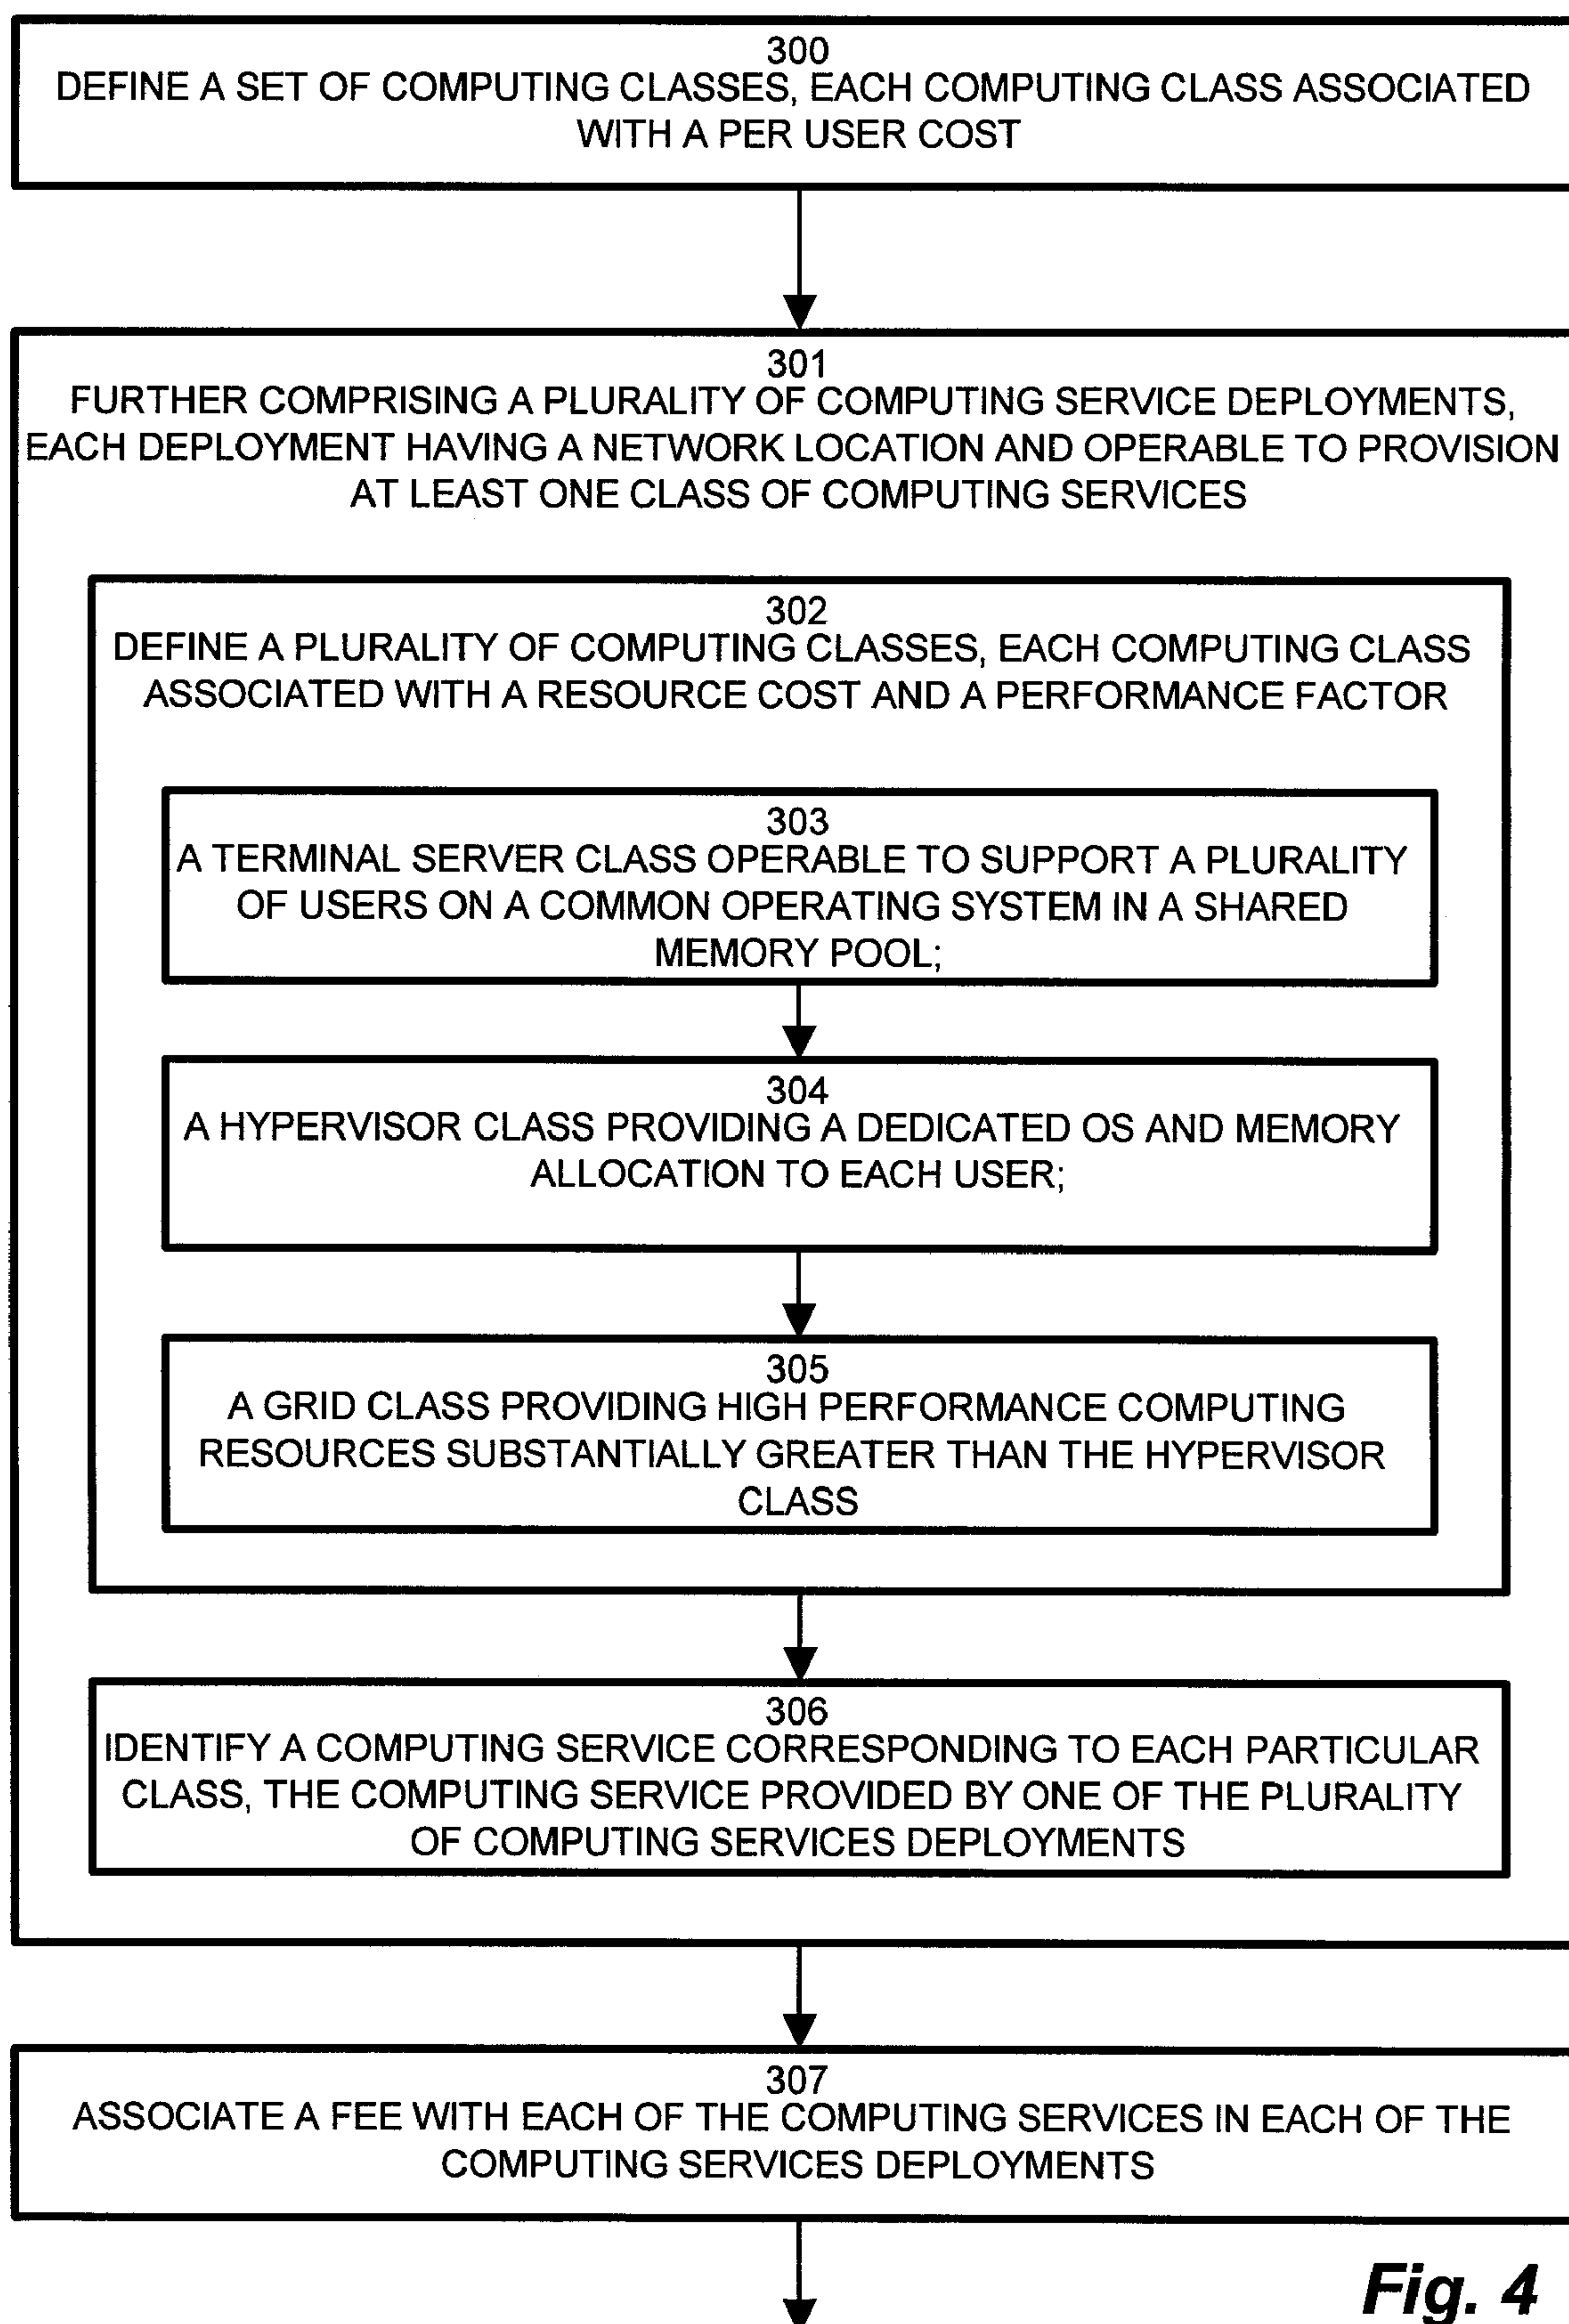 300
DEFINE A SET OF COMPUTING CLASSES, EACH COMPUTING CLASS ASSOCIATED
WITH A PER USER COST
301
FURTHER COMPRISING A PLURALITY OF COMPUTING SERVICE DEPLOYMENTS,
EACH DEPLOYMENT HAVING A NETWORK LOCATION AND OPERABLE TO PROVISION
AT LEAST ONE CLASS OF COMPUTING SERVICES
302
DEFINE A PLURALITY OF COMPUTING CLASSES, EACH COMPUTING CLASS
ASSOCIATED WITH A RESOURCE COST AND A PERFORMANCE FACTOR
303
A TERMINAL SERVER CLASS OPERABLE TO SUPPORT A PLURALITY
OF USERS ON A COMMON OPERATING SYSTEM IN A SHARED
MEMORY POOL;
304
A HYPERVISOR CLASS PROVIDING A DEDICATED OS AND MEMORY
ALLOCATION TO EACH USER;
305
A GRID CLASS PROVIDING HIGH PERFORMANCE COMPUTING
RESOURCES SUBSTANTIALLY GREATER THAN THE HYPERVISOR
CLASS
306
IDENTIFY A COMPUTING SERVICE CORRESPONDING TO EACH PARTICULAR
CLASS, THE COMPUTING SERVICE PROVIDED BY ONE OF THE PLURALITY
OF COMPUTING SERVICES DEPLOYMENTS
307
ASSOCIATE A FEE WITH EACH OF THE COMPUTING SERVICES IN EACH OF THE
COMPUTING SERVICES DEPLOYMENTS
Fig. 4